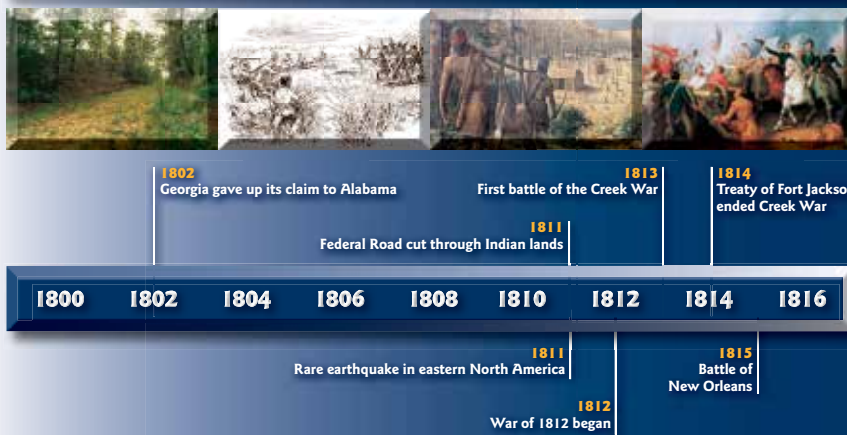 1802
Georgia gave up its claim to Alabama
1813
First battle of the Creek War
1814
Treaty of Fort Jackso
ended Creek War
1811
Federal Road cut through Indian lands
1800 1802 1804 1806 1808 1810 1812 1814 1816
1811
Rare earthquake in eastern North America
1815
Battle of
New Orleans
1812
War of 1812 began